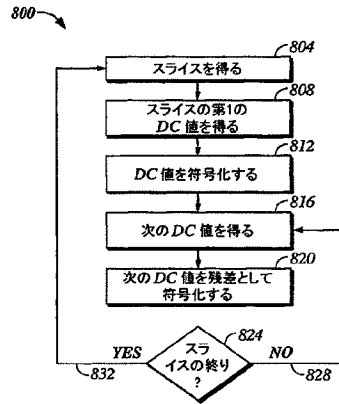 800
804
スライスを得る
808
スライスの第1の
DC 値を得る
812
DC 値を符号化する
816
次の DC 値を得る
820
次の DC 値を残差として
符号化する
824
スラ
イスの終り
?
YES
832
NO
828